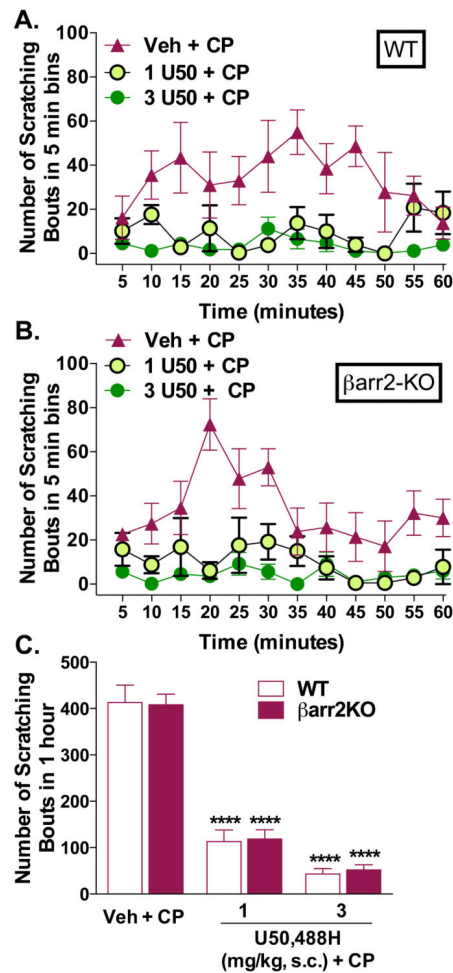 A.
Veh + CP
1 U50 + CP
3 U50 + CP
WT
Number of Scratching
Bouts in 5 min bins
100
80
60
40
20
0
5 10 15 20 25 30 35 40 45 50 55 60
Time (minutes)
B.
Veh + CP
1 U50 + CP
3 U50 + CP
βarr2-KO
Number of Scratching
Bouts in 5 min bins
100
80
60
40
20
0
5 10 15 20 25 30 35 40 45 50 55 60
Time (minutes)
C.
WT
βarr2KO
Number of Scratching
Bouts in 1 hour
500
400
300
200
100
0
**** ****
**** ****
Veh + CP
1 3
U50,488H
(mg/kg, s.c.) + CP